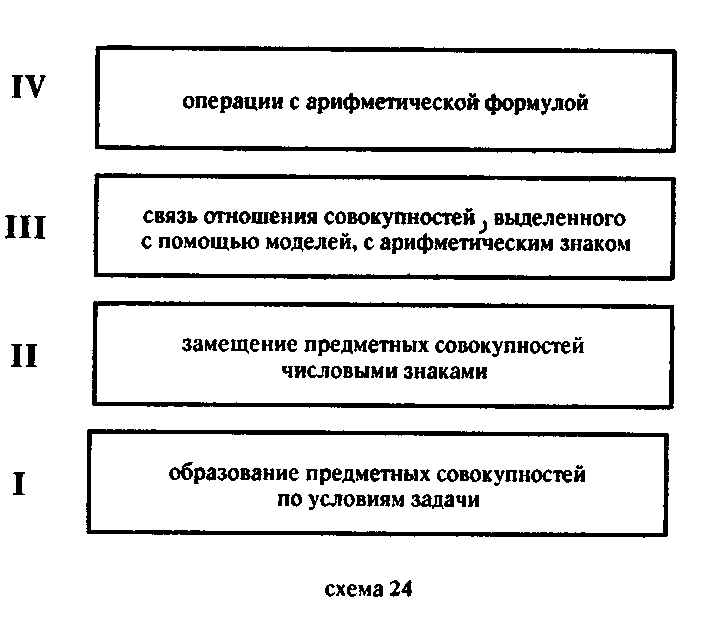 IV
операции с арифметической формулой
III
связь отношения совокупностей, выделенного
с помощью моделей, с арифметическим знаком
II
замещение предметных совокупностей
числовыми знаками
I
образование предметных совокупностей
по условиям задачи
схема 24